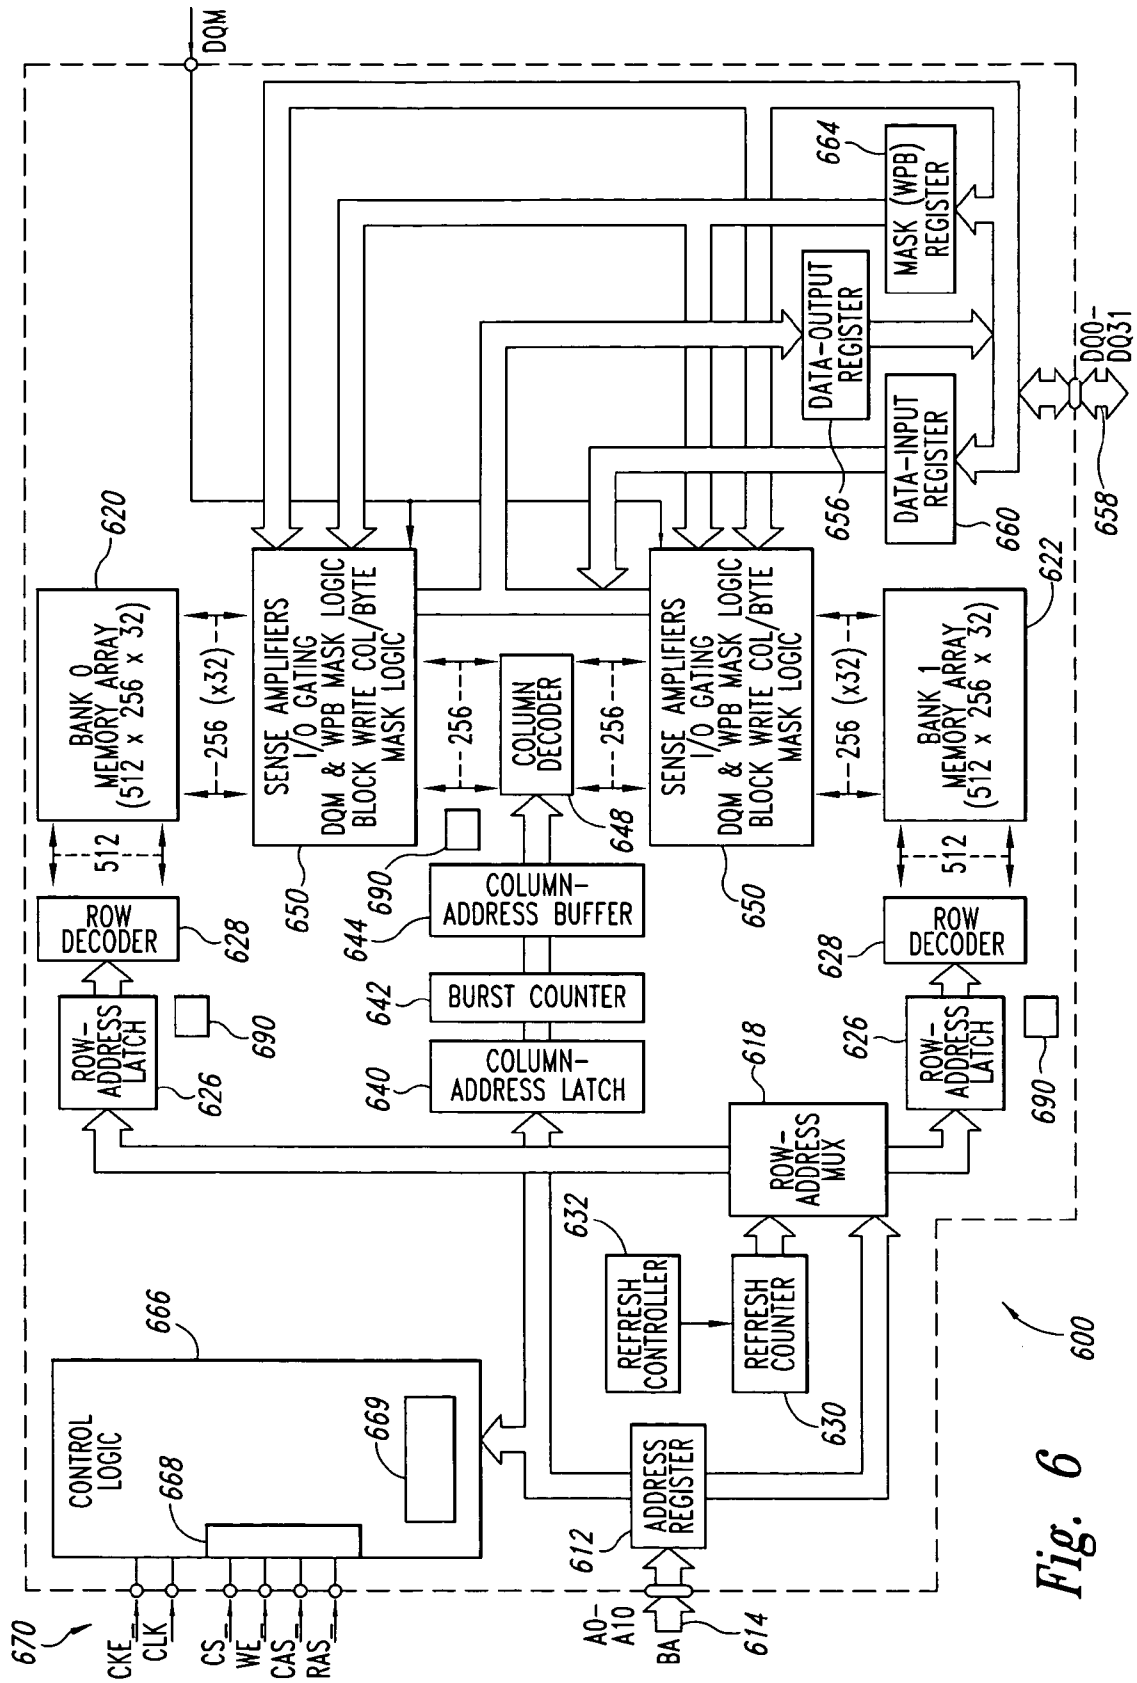 670
CKE
CLK
CS
WE
CAS
RAS
A0-
A10
BA
614
CONTROL
LOGIC
666
668
669
612
ADDRESS
REGISTER
REFRESH
CONTROLLER
632
REFRESH
COUNTER
630
ROW-
ADDRESS
MUX
618
ROW-
ADDRESS
LATCH
626
690
ROW
DECODER
628
512
BANK 0
MEMORY ARRAY
(512 x 256 x 32)
620
256 (x32)
SENSE AMPLIFIERS
I/O GATING
DQM & WPB MASK LOGIC
BLOCK WRITE COL/BYTE
MASK LOGIC
650
256
COLUMN-
ADDRESS LATCH
640
BURST COUNTER
642
COLUMN-
ADDRESS BUFFER
644
690
COLUMN
DECODER
648
256
SENSE AMPLIFIERS
I/O GATING
DQM & WPB MASK LOGIC
BLOCK WRITE COL/BYTE
MASK LOGIC
650
256 (x32)
ROW-
ADDRESS
LATCH
626
690
ROW
DECODER
628
512
BANK 1
MEMORY ARRAY
(512 x 256 x 32)
622
DATA-OUTPUT
REGISTER
656
DATA-INPUT
REGISTER
660
MASK (WPB)
REGISTER
664
DQM
DQ0-
DQ31
658
600
Fig. 6